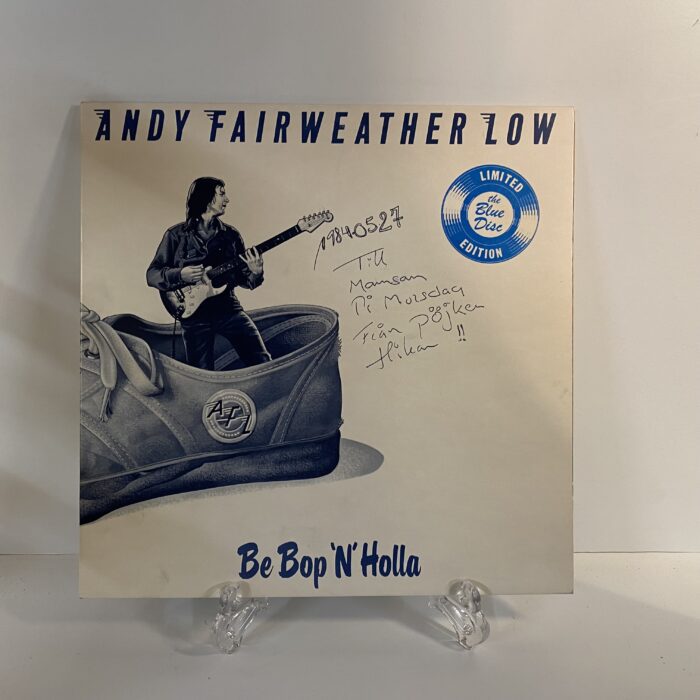 ANDY FAIRWEATHER LOW
LIMITED
the
Blue
Disc
EDITION
19840527
Till
Mamsan
På Morsdag
Från pöjken
Håkan !!
AFL
Be Bop 'N' Holla